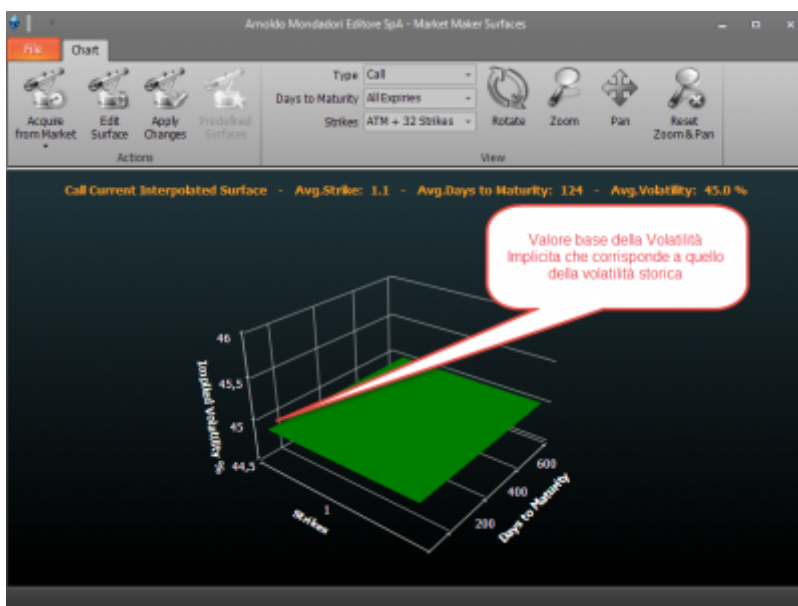 Arnoldo Mondadori Editore SpA - Market Maker Surfaces
File
Chart
Acquire from Market
Edit Surface
Apply Changes
Predefined Surfaces
Actions
Type Call
Days to Maturity All Expiries
Strikes ATM + 32 Strikes
Rotate
Zoom
Pan
Reset Zoom & Pan
View
Call Current Interpolated Surface - Avg.Strike: 1.1 - Avg.Days to Maturity: 124 - Avg.Volatility: 45.0 %
Valore base della Volatilità
Implicita che corrisponde a quello
della volatilità storica
46
45,5
45
44,5
Implied Volatility %
1
Strikes
200
400
600
Days to Maturity